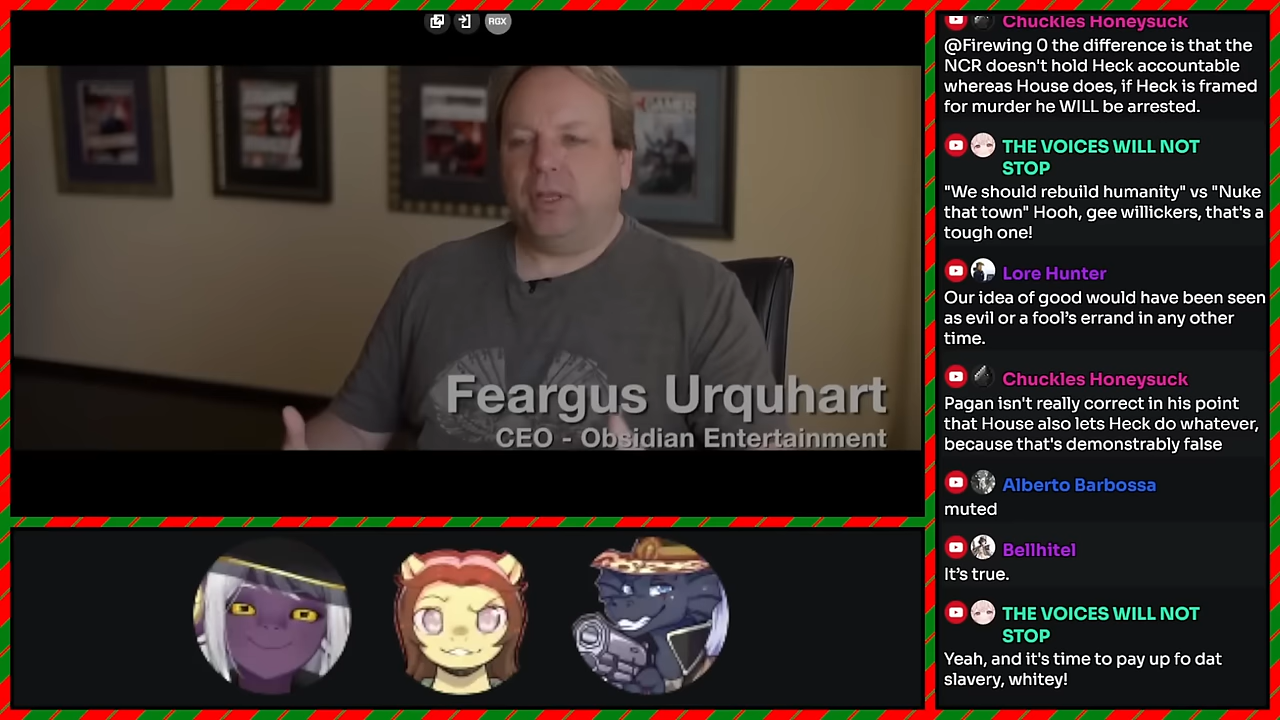 RGX
Feargus Urquhart
CEO - Obsidian Entertainment
Chuckles Honeysuck
@Firewing 0 the difference is that the
NCR doesn't hold Heck accountable
whereas House does, if Heck is framed
for murder he WILL be arrested.
THE VOICES WILL NOT
STOP
"We should rebuild humanity" vs "Nuke
that town" Hooh, gee willickers, that's a
tough one!
Lore Hunter
Our idea of good would have been seen
as evil or a fool's errand in any other
time.
Chuckles Honeysuck
Pagan isn't really correct in his point
that House also lets Heck do whatever,
because that's demonstrably false
Alberto Barbossa
muted
Bellhitel
It's true.
THE VOICES WILL NOT
STOP
Yeah, and it's time to pay up fo dat
slavery, whitey!